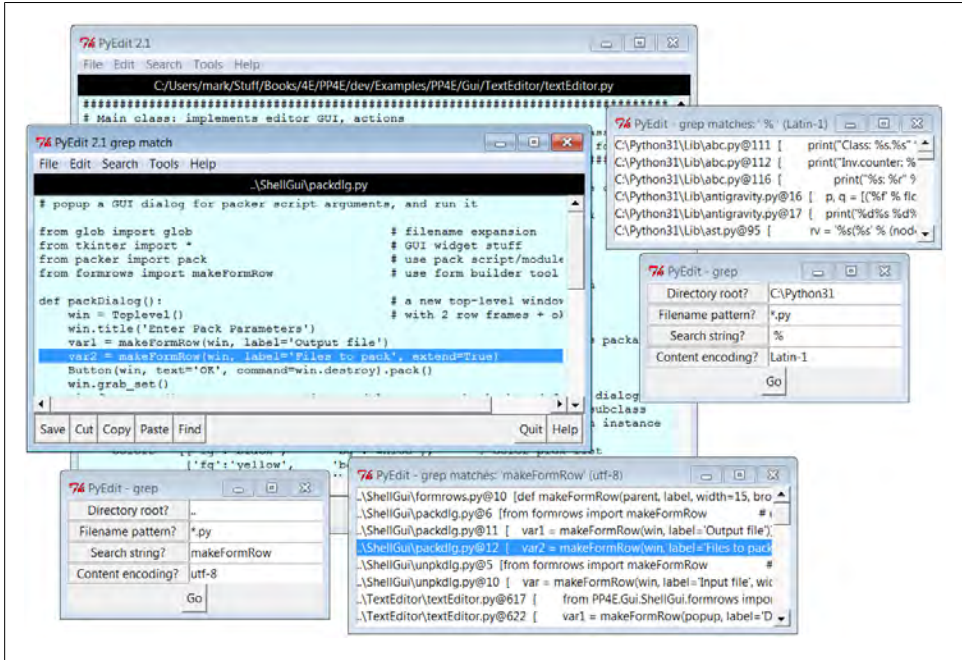 PyEdit 2.1
File Edit Search Tools Help
C:/Users/mark/Stuff/Books/4E/PP4E/dev/Examples/PP4E/Gui/TextEditor/textEditor.py
# Main class: implements editor GUI, actions
PyEdit 2.1 grep match
File Edit Search Tools Help
..\ShellGui\packdlg.py
# popup a GUI dialog for packer script arguments, and run it
from glob import glob # filename expansion
from tkinter import * # GUI widget stuff
from packer import pack # use pack script/module
from formrows import makeFormRow # use form builder tool
def packDialog(): # a new top-level window
win = Toplevel() # with 2 row frames + ok
win.title('Enter Pack Parameters')
var1 = makeFormRow(win, label='Output file')
var2 = makeFormRow(win, label='Files to pack', extend=True)
Button(win, text='OK', command=win.destroy).pack()
win.grab_set()
Save Cut Copy Paste Find Quit Help
packa
dialog
subclass
instance
['fg':'yellow',
PyEdit - grep matches: ' % ' (Latin-1)
C:\Python31\Lib\abc.py@111 [ print("Class: %s.%s"
C:\Python31\Lib\abc.py@112 [ print("Inv.counter: %
C:\Python31\Lib\abc.py@116 [ print("%s: %r" %
C:\Python31\Lib\antigravity.py@16 [ p, q = [('%f' % flo
C:\Python31\Lib\antigravity.py@17 [ print('%d%s %d%
C:\Python31\Lib\ast.py@95 [ rv = '%s(%s' % (node
PyEdit - grep
Directory root? C:\Python31
Filename pattern? *.py
Search string? %
Content encoding? Latin-1
Go
PyEdit - grep
Directory root? ..
Filename pattern? *.py
Search string? makeFormRow
Content encoding? utf-8
Go
PyEdit - grep matches: 'makeFormRow' (utf-8)
..\ShellGui\formrows.py@10 [def makeFormRow(parent, label, width=15, bro
..\ShellGui\packdlg.py@6 [from formrows import makeFormRow #
..\ShellGui\packdlg.py@11 [ var1 = makeFormRow(win, label='Output file')
..\ShellGui\packdlg.py@12 [ var2 = makeFormRow(win, label='Files to pack
..\ShellGui\unpkdlg.py@5 [from formrows import makeFormRow #
..\ShellGui\unpkdlg.py@10 [ var = makeFormRow(win, label='Input file', wid
..\TextEditor\textEditor.py@617 [ from PP4E.Gui.ShellGui.formrows impor
..\TextEditor\textEditor.py@622 [ var1 = makeFormRow(popup, label='D